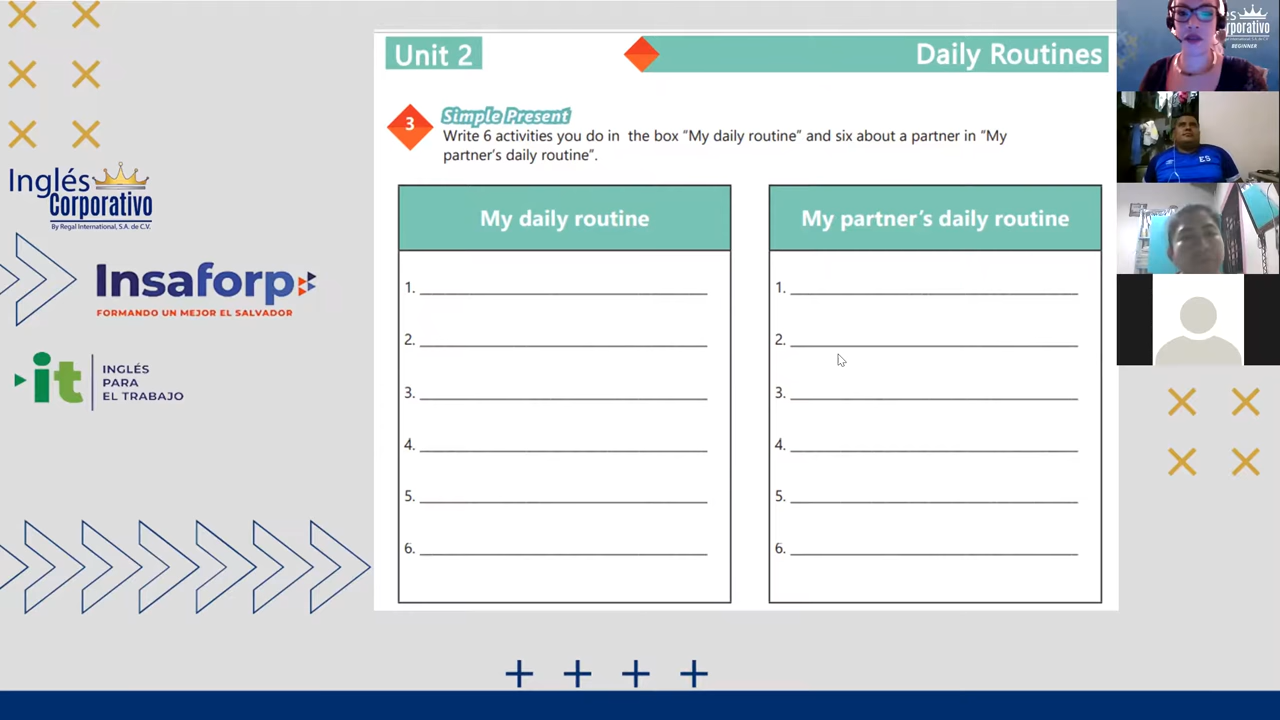 Unit 2
Daily Routines
3
Simple Present
Write 6 activities you do in the box “My daily routine” and six about a partner in “My
partner’s daily routine”.
My daily routine
1.
2.
3.
4.
5.
6.
My partner’s daily routine
1.
2.
3.
4.
5.
6.
Inglés
Corporativo
By Regal International, S.A. de C.V.
Insaforp
FORMANDO UN MEJOR EL SALVADOR
it
INGLÉS
PARA
EL TRABAJO
BEGINNER
ES